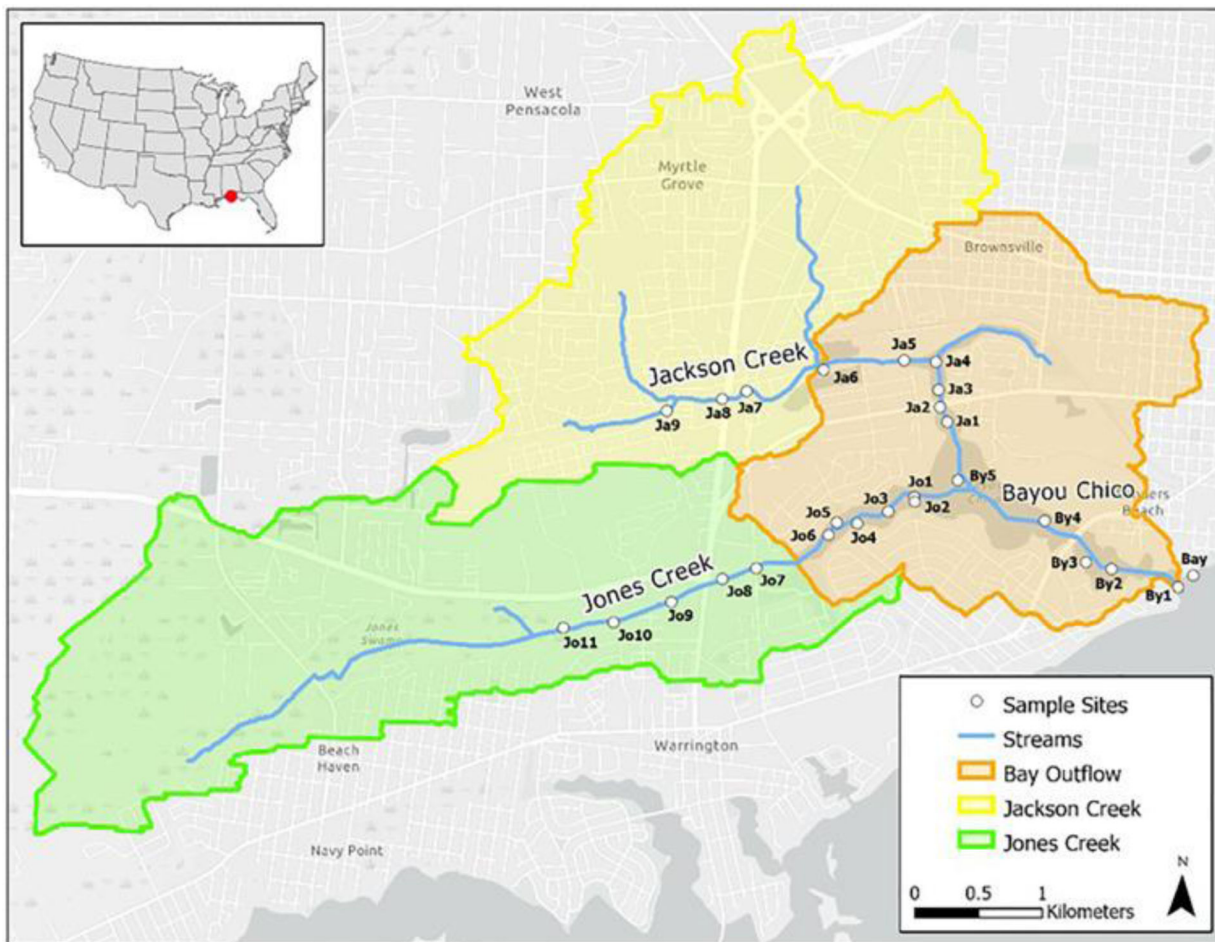 West
Pensacola
Myrtle
Grove
Brownsville
Jackson Creek
Ja5
Ja4
Ja6
Ja3
Ja8
Ja7
Ja2
Ja9
Ja1
By5
Bayou Chico
Beach
Jo1
Jo3
Jo2
Jo5
Jo4
Jo6
By4
By3
By2
Bay
By1
Jones Creek
Jo7
Jo8
Jo9
Jo10
Jo11
Jones
Beach
Haven
Warrington
Navy Point
Sample Sites
Streams
Bay Outflow
Jackson Creek
Jones Creek
N
0 0.5 1
Kilometers